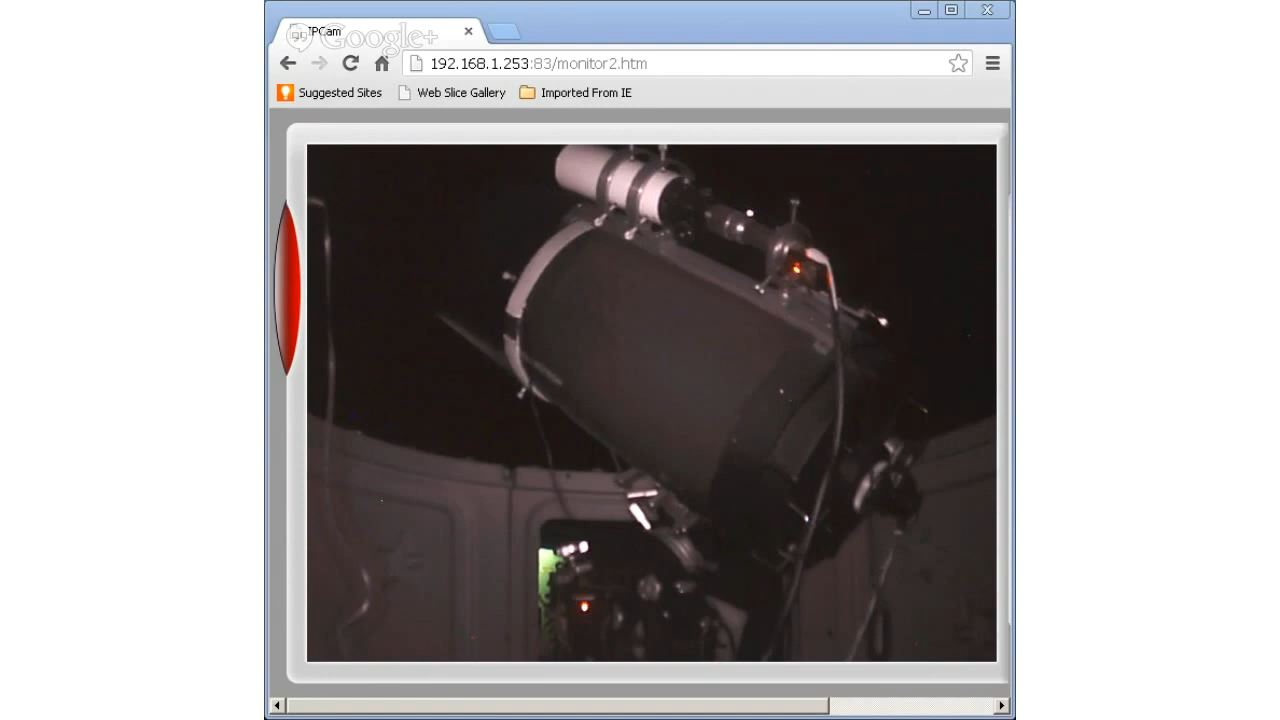 IPCam
Google+
192.168.1.253:83/monitor2.htm
Suggested Sites
Web Slice Gallery
Imported From IE